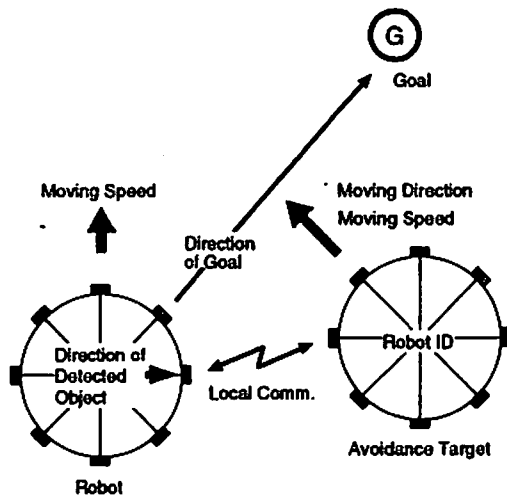 G
Goal
Moving Speed
Moving Direction
Moving Speed
Direction
of Goal
Direction of
Detected
Object
Robot ID
Local Comm.
Avoidance Target
Robot